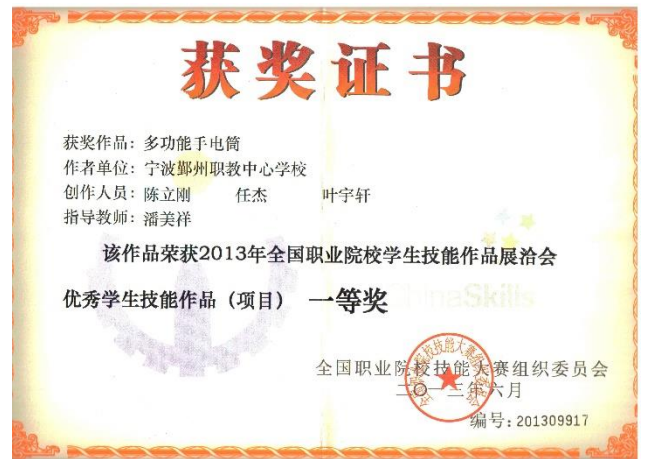 获奖证书
获奖作品：多功能手电筒
作者单位：宁波鄞州职教中心学校
创作人员：陈立刚 任杰 叶宇轩
指导教师：潘美祥
该作品荣获2013年全国职业院校学生技能作品展洽会
优秀学生技能作品（项目） 一等奖
ChinaSkills
全国职业院校技能大赛组织委员会
二〇一三年六月
编号：201309917